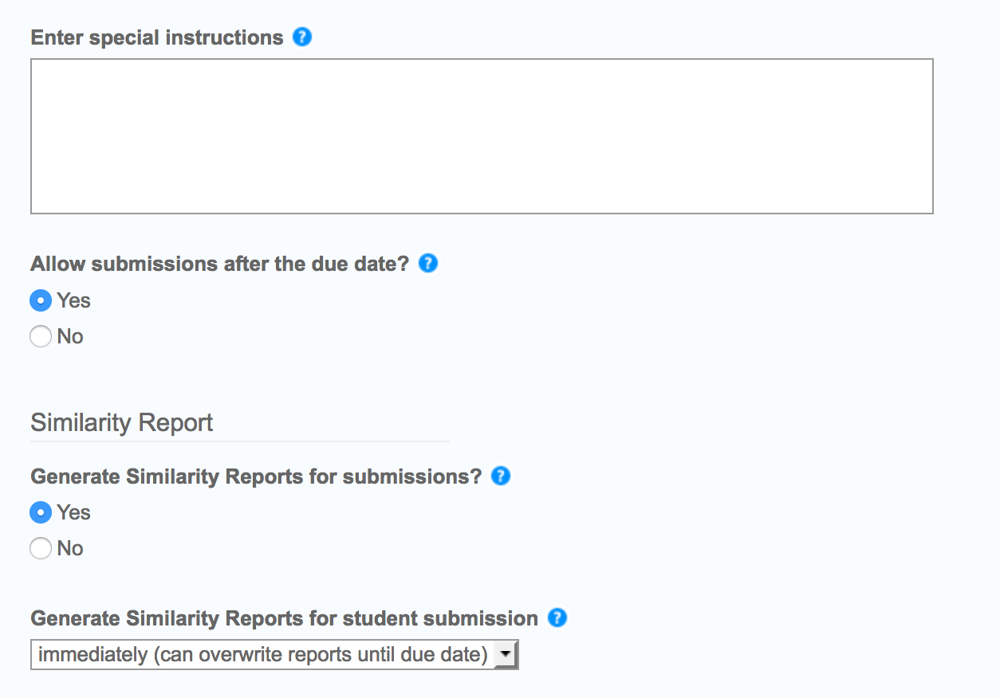 Enter special instructions ?
Allow submissions after the due date? ?
Yes
No
Similarity Report
Generate Similarity Reports for submissions? ?
Yes
No
Generate Similarity Reports for student submission ?
immediately (can overwrite reports until due date)